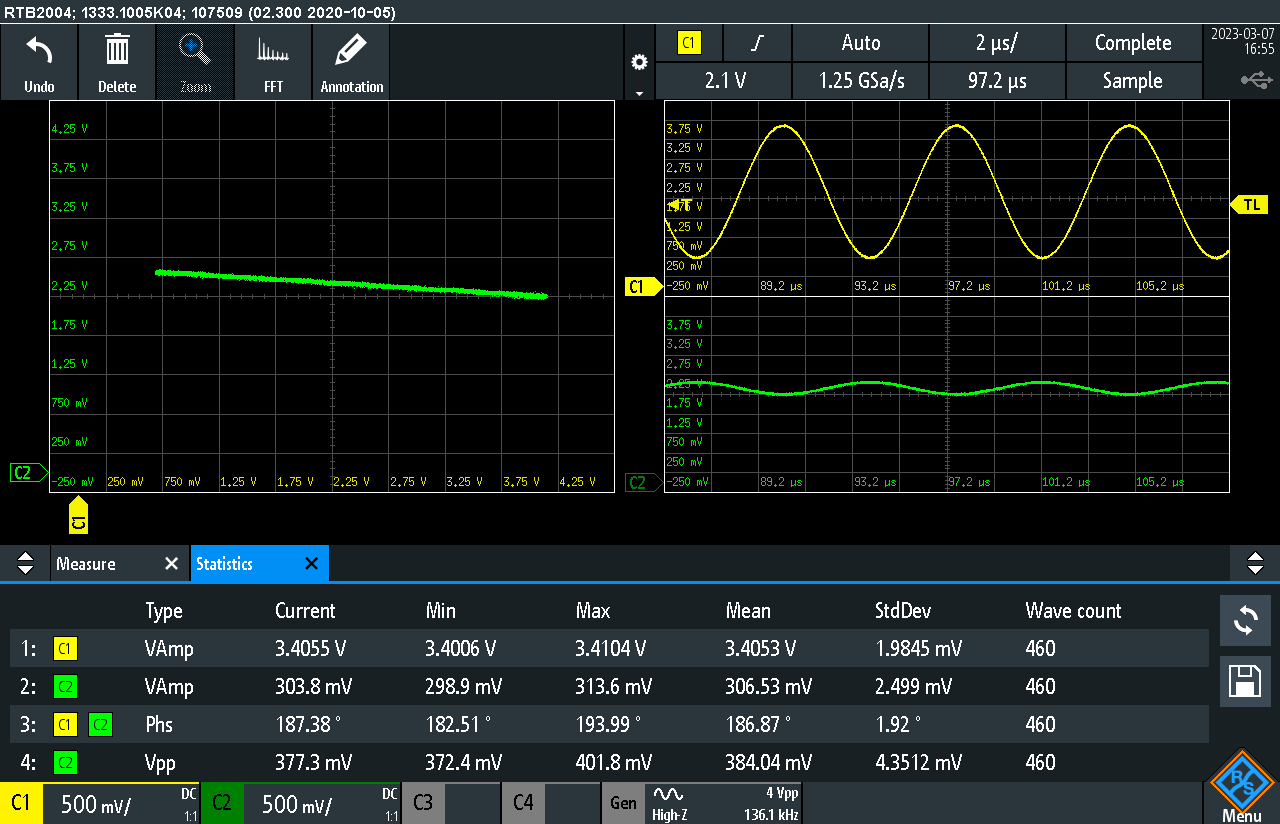 RTB2004; 1333.1005K04; 107509 (02.300 2020-10-05)
Undo Delete Zoom FFT Annotation
C1 Auto 2 µs/ Complete
2.1 V 1.25 GSa/s 97.2 µs Sample
2023-03-07
16:55
4.25 V
3.75 V
3.25 V
2.75 V
2.25 V
1.75 V
1.25 V
750 mV
250 mV
-250 mV 250 mV 750 mV 1.25 V 1.75 V 2.25 V 2.75 V 3.25 V 3.75 V 4.25 V
C2
C1
3.75 V
3.25 V
2.75 V
2.25 V
1.75 V
T
TL
1.25 V
750 mV
250 mV
C1
-250 mV 89.2 µs 93.2 µs 97.2 µs 101.2 µs 105.2 µs
3.75 V
3.25 V
2.75 V
2.25 V
1.75 V
1.25 V
750 mV
250 mV
C2
-250 mV 89.2 µs 93.2 µs 97.2 µs 101.2 µs 105.2 µs
Measure Statistics
Type Current Min Max Mean StdDev Wave count
1: C1 VAmp 3.4055 V 3.4006 V 3.4104 V 3.4053 V 1.9845 mV 460
2: C2 VAmp 303.8 mV 298.9 mV 313.6 mV 306.53 mV 2.499 mV 460
3: C1 C2 Phs 187.38 ° 182.51 ° 193.99 ° 186.87 ° 1.92 ° 460
4: C2 Vpp 377.3 mV 372.4 mV 401.8 mV 384.04 mV 4.3512 mV 460
C1 500 mV/ DC 1:1 C2 500 mV/ DC 1:1 C3 C4 Gen High-Z 4 Vpp 136.1 kHz
R&S
Menu